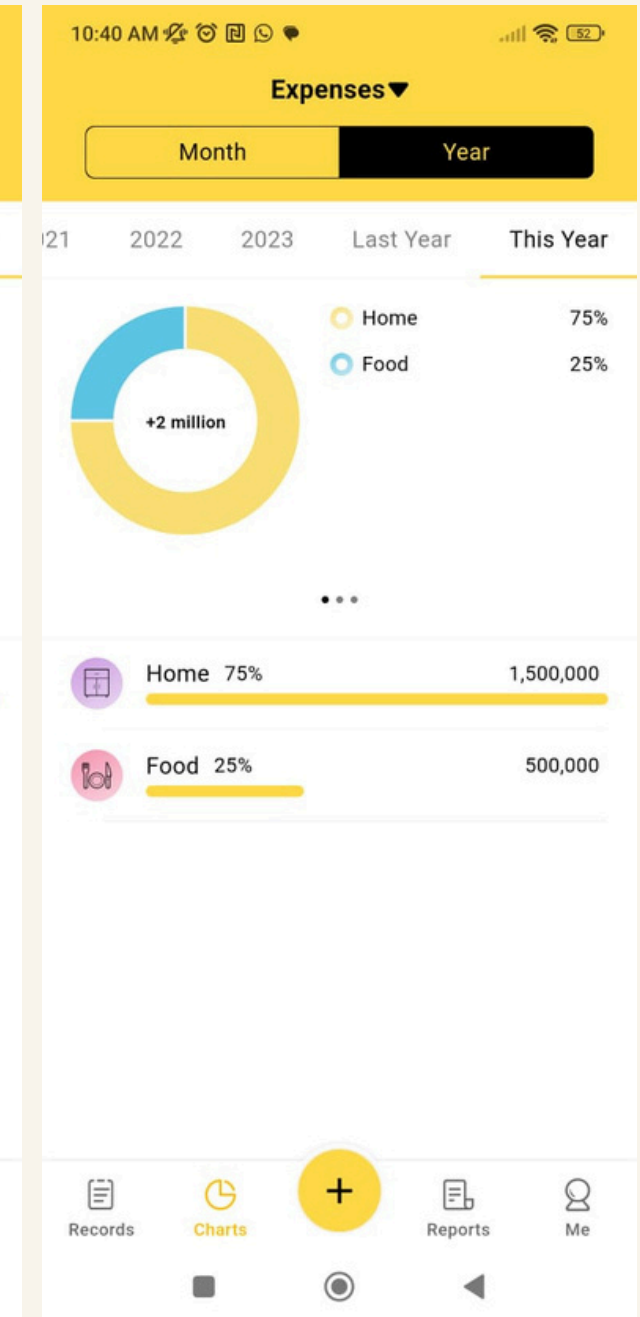 10:40 AM 52
Expenses
Month Year
021 2022 2023 Last Year This Year
Home 75%
Food 25%
+2 million
Home 75% 1,500,000
Food 25% 500,000
+
Records Charts Reports Me